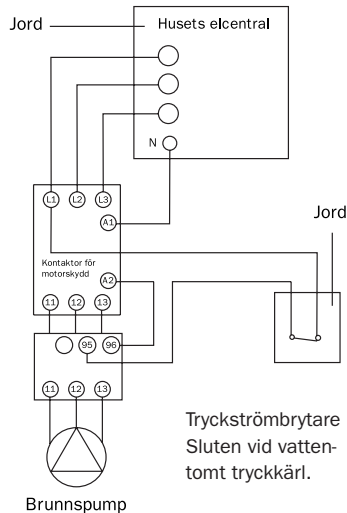 Jord
Husets elcentral
N
L1 L2 L3
A1
Jord
Kontaktor för
motorskydd
A2
11 12 13
95 96
11 12 13
Tryckströmbrytare
Sluten vid vatten-
tomt tryckkärl.
Brunnspump